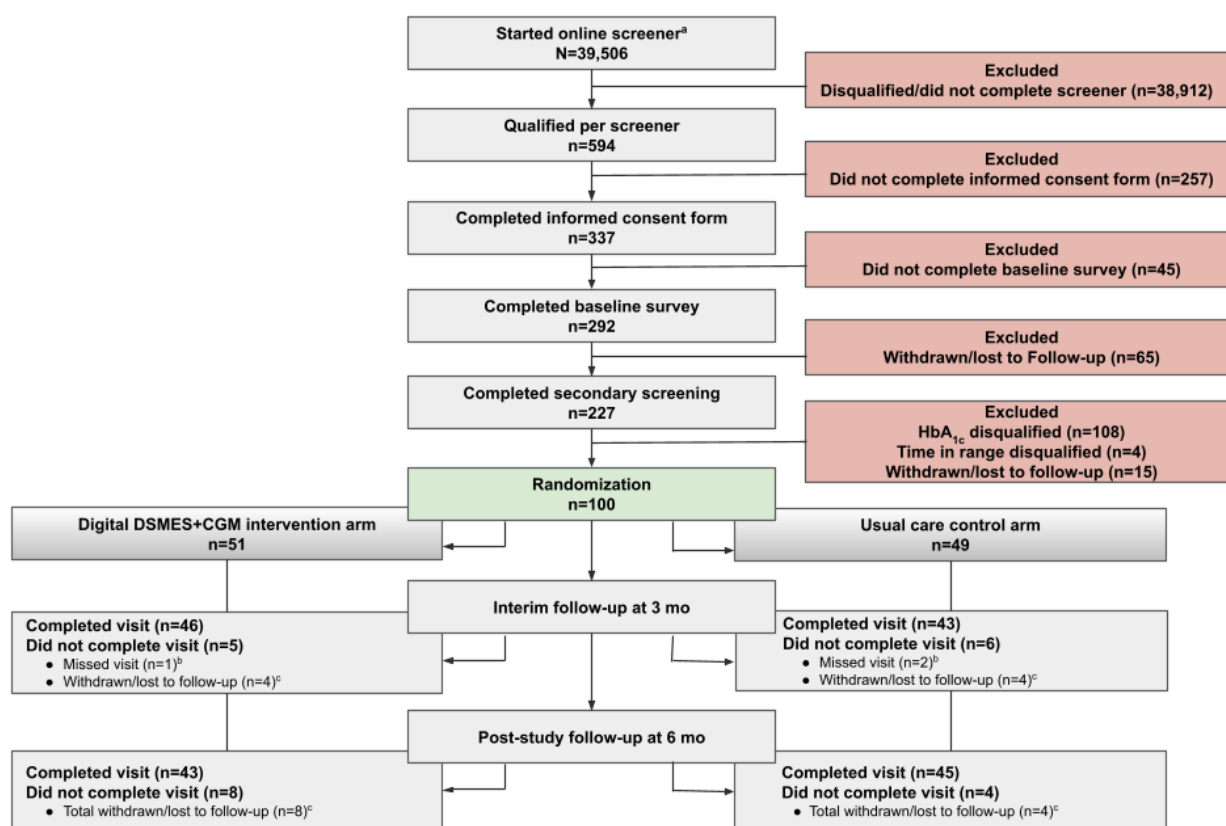 Started online screenerᵃ
N=39,506
Excluded
Disqualified/did not complete screener (n=38,912)
Qualified per screener
n=594
Excluded
Did not complete informed consent form (n=257)
Completed informed consent form
n=337
Excluded
Did not complete baseline survey (n=45)
Completed baseline survey
n=292
Excluded
Withdrawn/lost to Follow-up (n=65)
Completed secondary screening
n=227
Excluded
HbA₁c disqualified (n=108)
Time in range disqualified (n=4)
Withdrawn/lost to follow-up (n=15)
Randomization
n=100
Digital DSMES+CGM intervention arm
n=51
Usual care control arm
n=49
Interim follow-up at 3 mo
Completed visit (n=46)
Did not complete visit (n=5)
● Missed visit (n=1)ᵇ
● Withdrawn/lost to follow-up (n=4)ᶜ
Completed visit (n=43)
Did not complete visit (n=6)
● Missed visit (n=2)ᵇ
● Withdrawn/lost to follow-up (n=4)ᶜ
Post-study follow-up at 6 mo
Completed visit (n=43)
Did not complete visit (n=8)
● Total withdrawn/lost to follow-up (n=8)ᶜ
Completed visit (n=45)
Did not complete visit (n=4)
● Total withdrawn/lost to follow-up (n=4)ᶜ